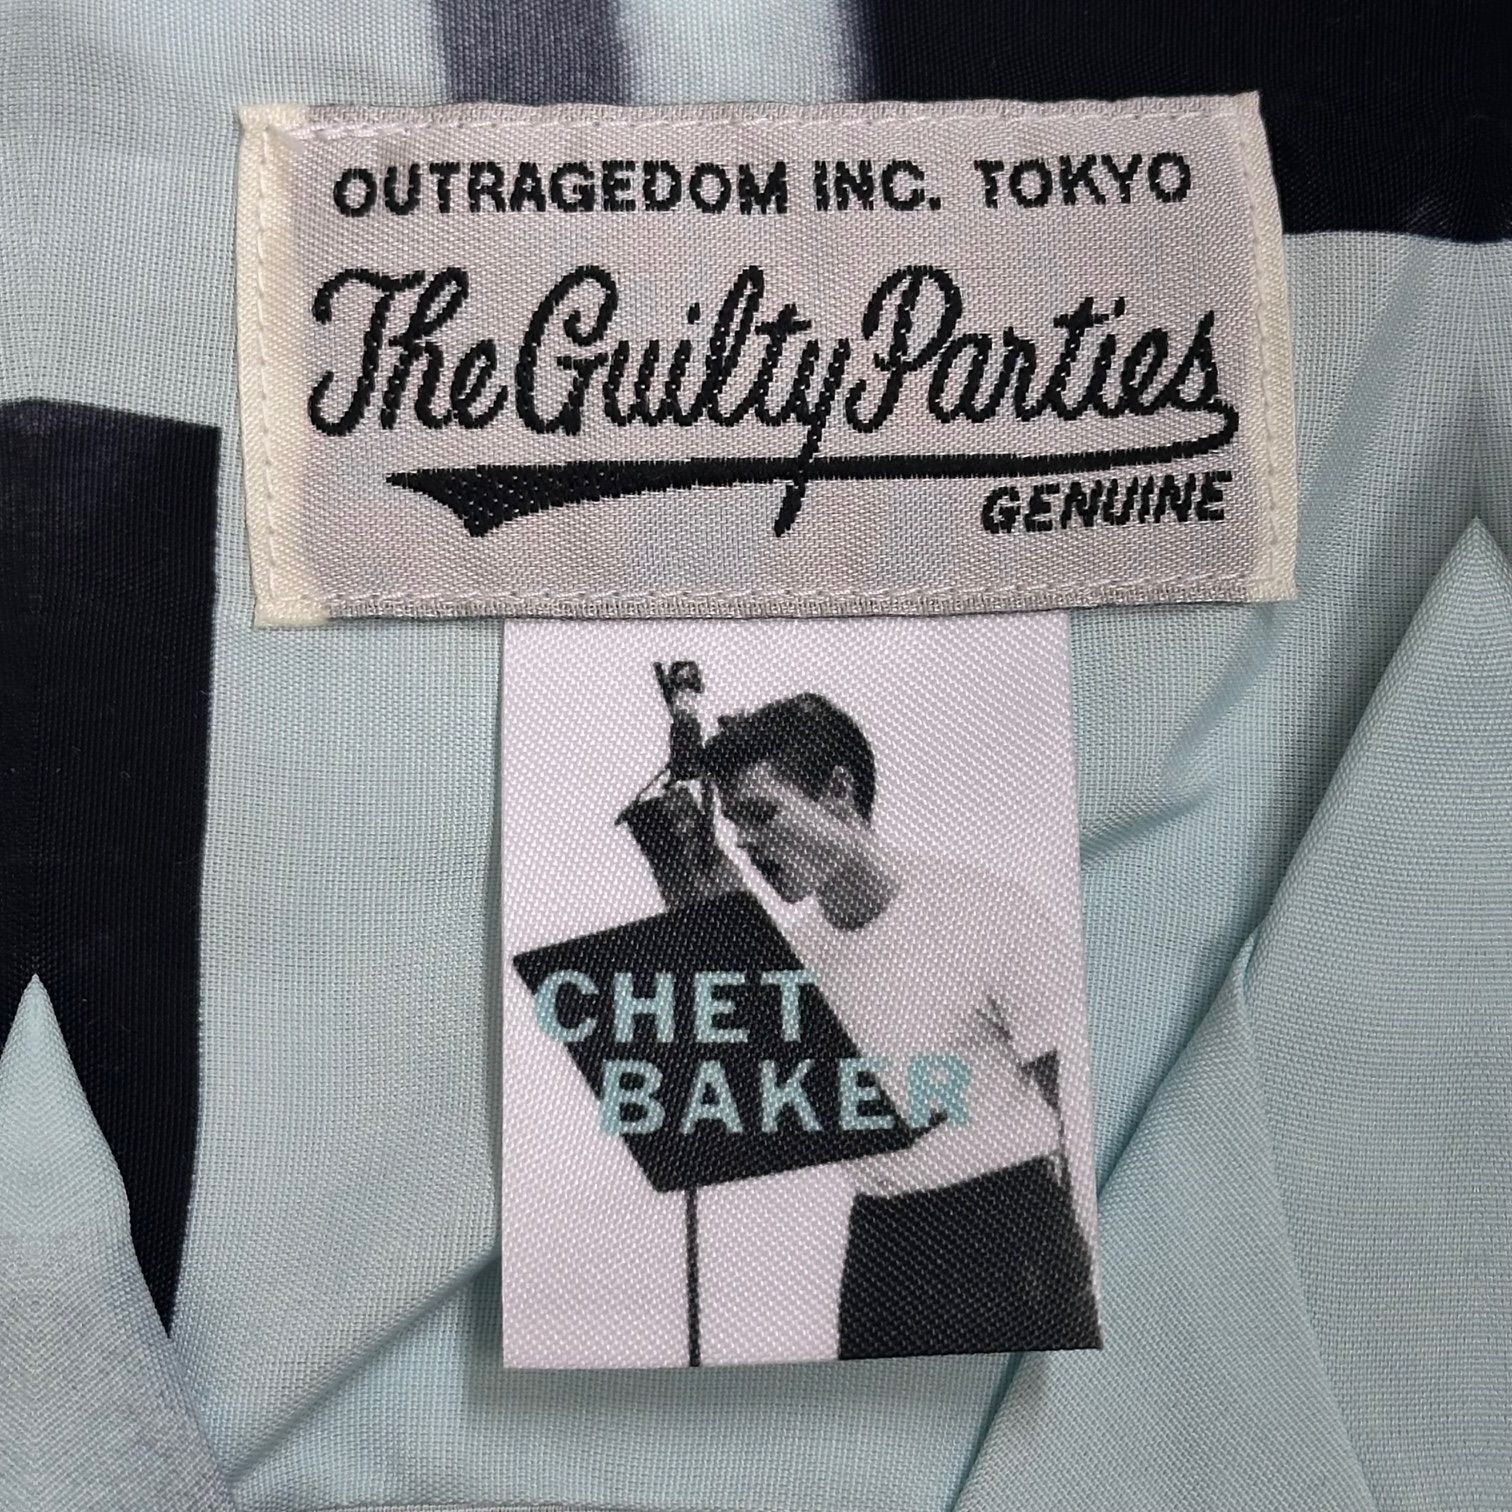 OUTRAGEDOM INC. TOKYO
The Guilty Parties
GENUINE
CHET
BAKER